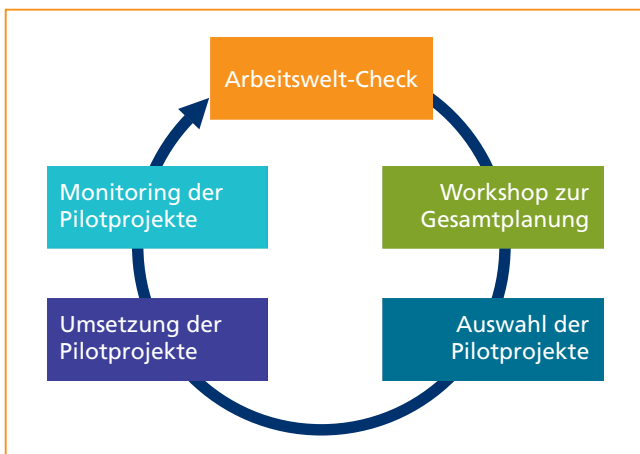 Arbeitswelt-Check
Monitoring der
Pilotprojekte
Workshop zur
Gesamtplanung
Umsetzung der
Pilotprojekte
Auswahl der
Pilotprojekte